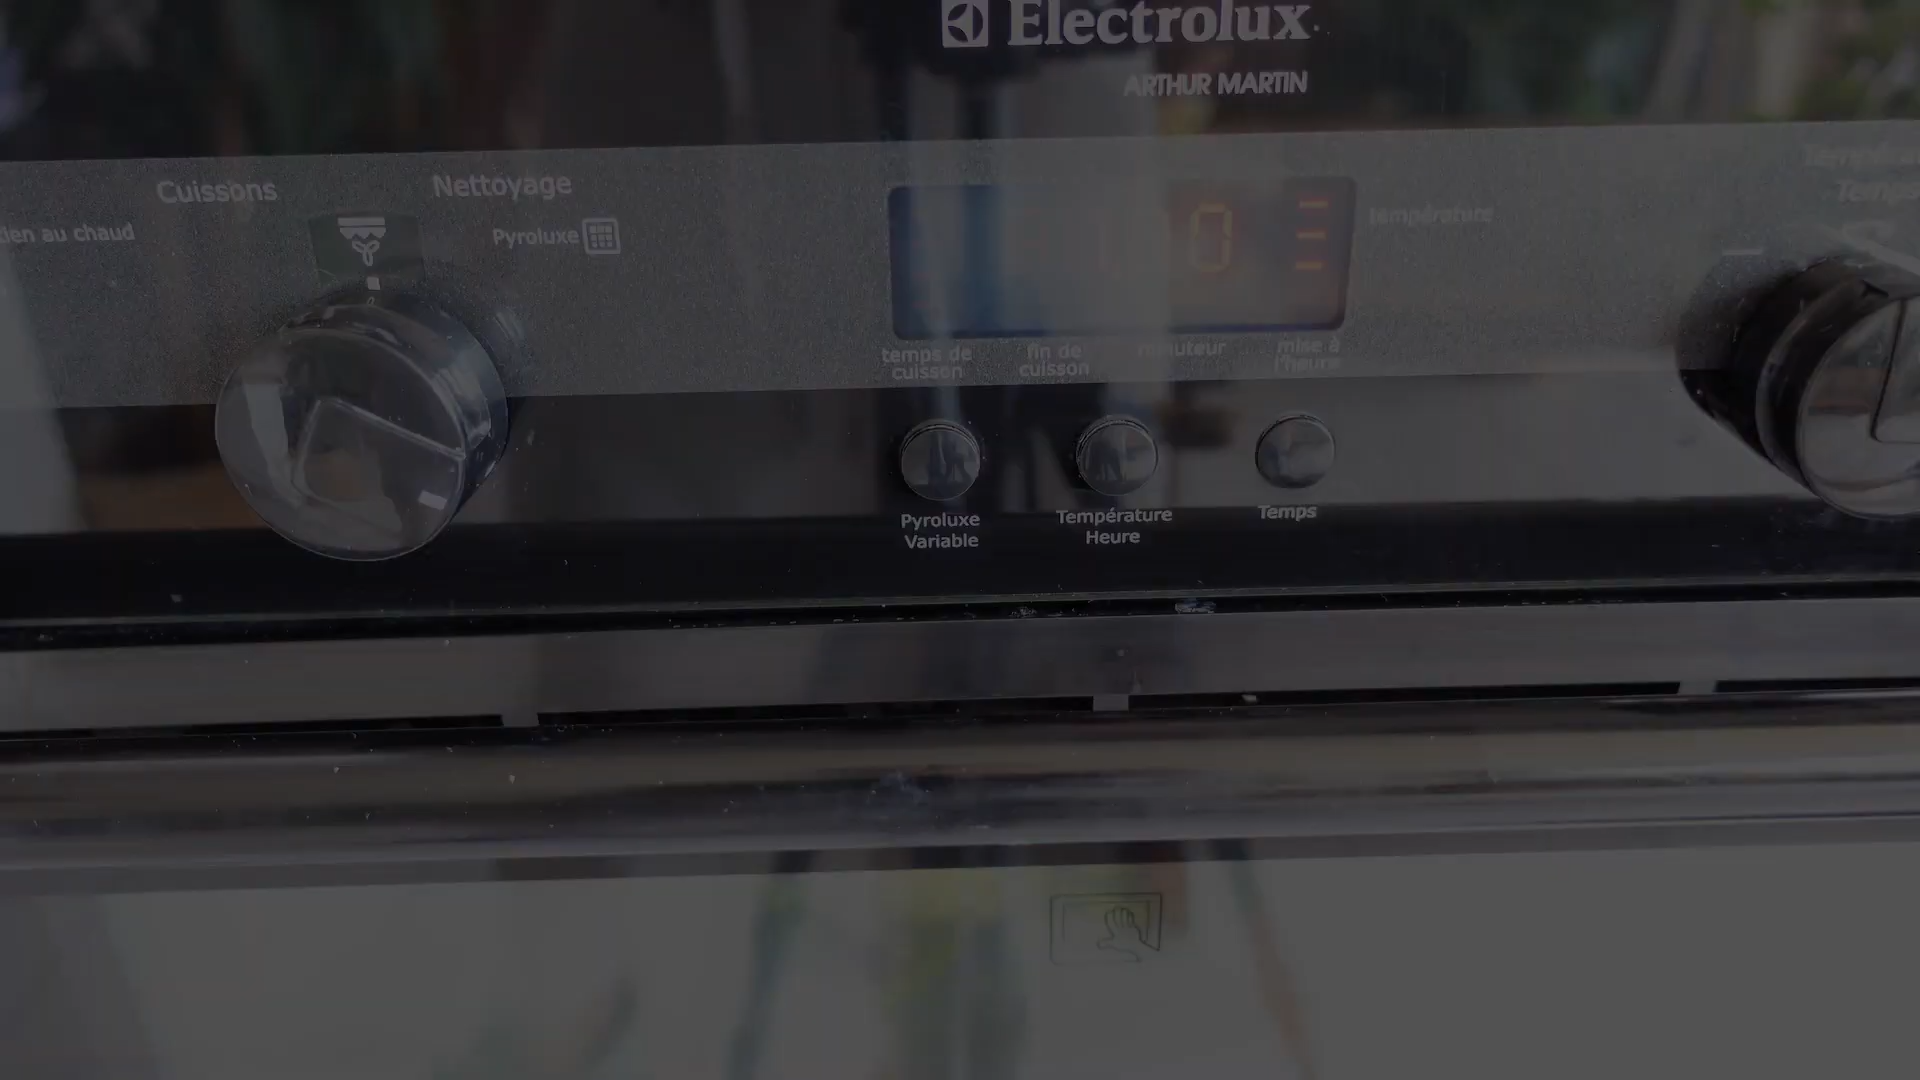 Electrolux
ARTHUR MARTIN
Cuissons
Nettoyage
au chaud
Pyroluxe
température
Temps
temps de
cuisson
fin de
cuisson
minuteur
mise à
l'heure
Pyroluxe
Variable
Température
Heure
Temps